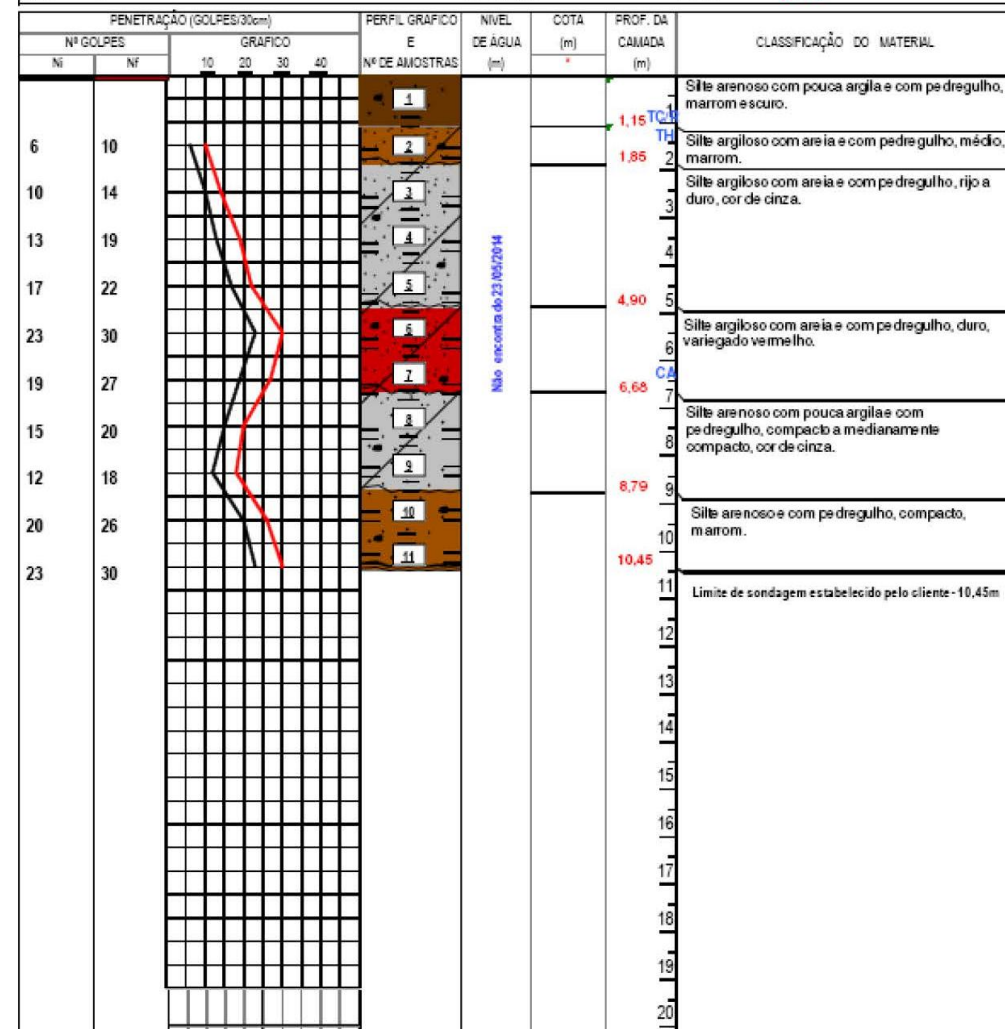 PENETRAÇÃO (GOLPES/30cm) PERFIL GRAFICO NIVEL COTA PROF. DA
Nº GOLPES GRAFICO E DE ÁGUA (m) CAMADA CLASSIFICAÇÃO DO MATERIAL
Ni Nf 10 20 30 40 Nº DE AMOSTRAS (m) * (m)
Silte arenoso com pouca argila e com pedregulho,
marrom escuro.
1
1
1,15 TC/
TH
Silte argiloso com areia e com pedregulho, médio,
marrom.
6 10
2
1,85
2
Silte argiloso com areia e com pedregulho, rijo a
duro, cor de cinza.
10 14
3
3
13 19
4
4
17 22
5
4,90
5
Não encontrado 23/05/2014
Silte argiloso com areia e com pedregulho, duro,
variegado vermelho.
23 30
6
6
19 27
7
CA
6,68
7
Silte arenoso com pouca argila e com
pedregulho, compacto a medianamente
compacto, cor de cinza.
15 20
8
8
12 18
9
8,79
9
Silte arenoso e com pedregulho, compacto,
marrom.
20 26
10
10
23 30
11
10,45
11
Limite de sondagem estabelecido pelo cliente - 10,45m
12
13
14
15
16
17
18
19
20